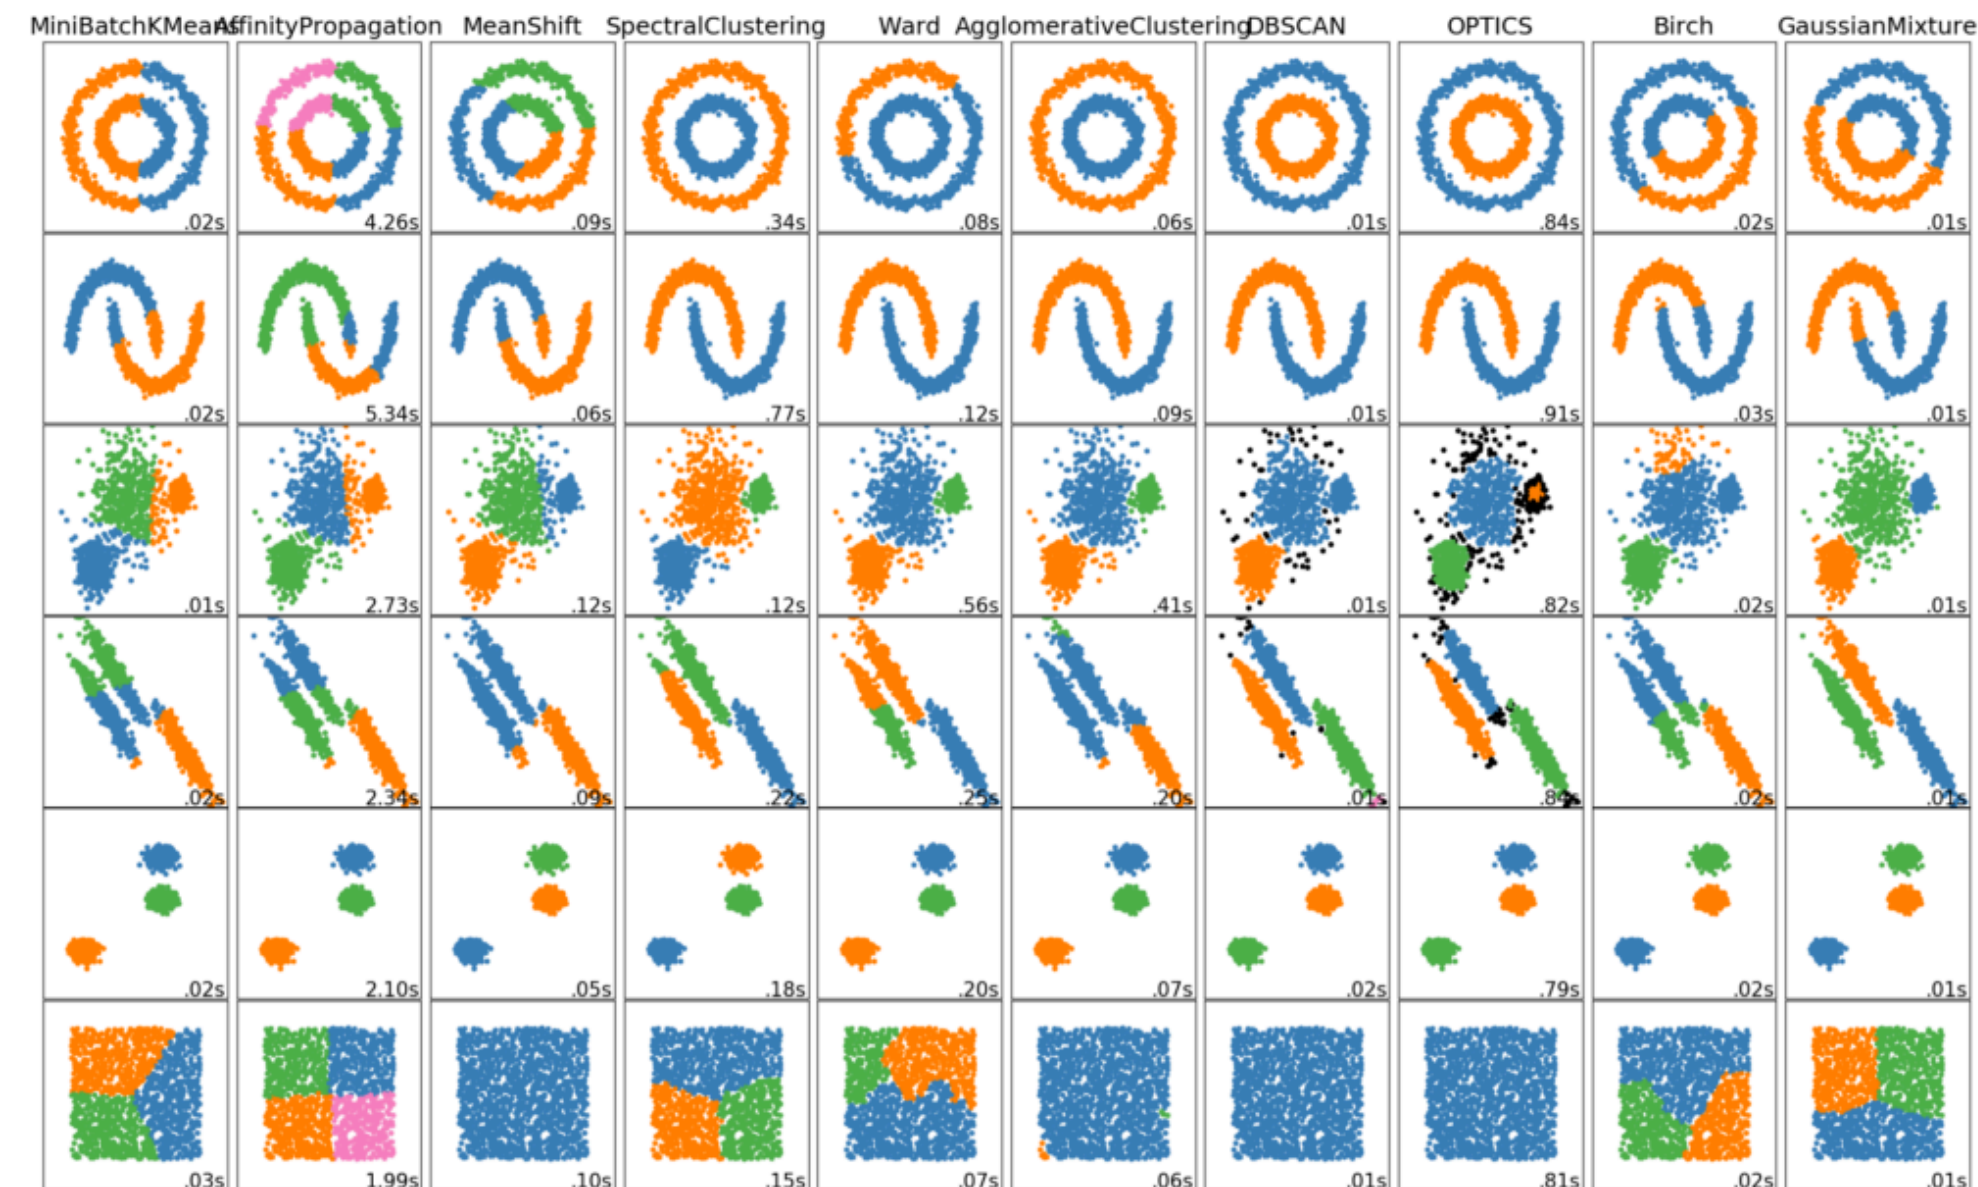 MiniBatchKMeans AffinityPropagation MeanShift SpectralClustering Ward AgglomerativeClustering DBSCAN OPTICS Birch GaussianMixture
.02s 4.26s .09s .34s .08s .06s .01s .84s .02s .01s
.02s 5.34s .06s .77s .12s .09s .01s .91s .03s .01s
.01s 2.73s .12s .12s .56s .41s .01s .82s .02s .01s
.02s 2.34s .09s .22s .25s .20s .01s .02s .01s
.02s 2.10s .05s .18s .20s .07s .02s .79s .02s .01s
.03s 1.99s .10s .15s .07s .06s .01s .81s .02s .01s